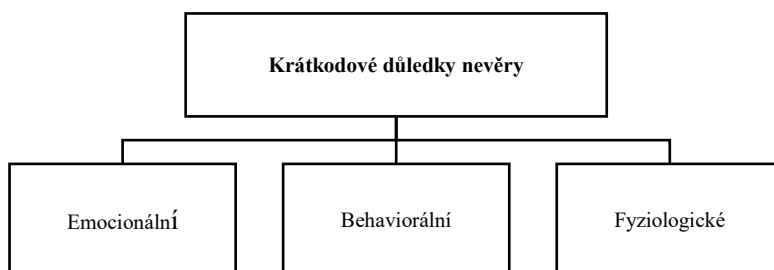 Krátkodové důledky nevěry
Emocionální
Behaviorální
Fyziologické